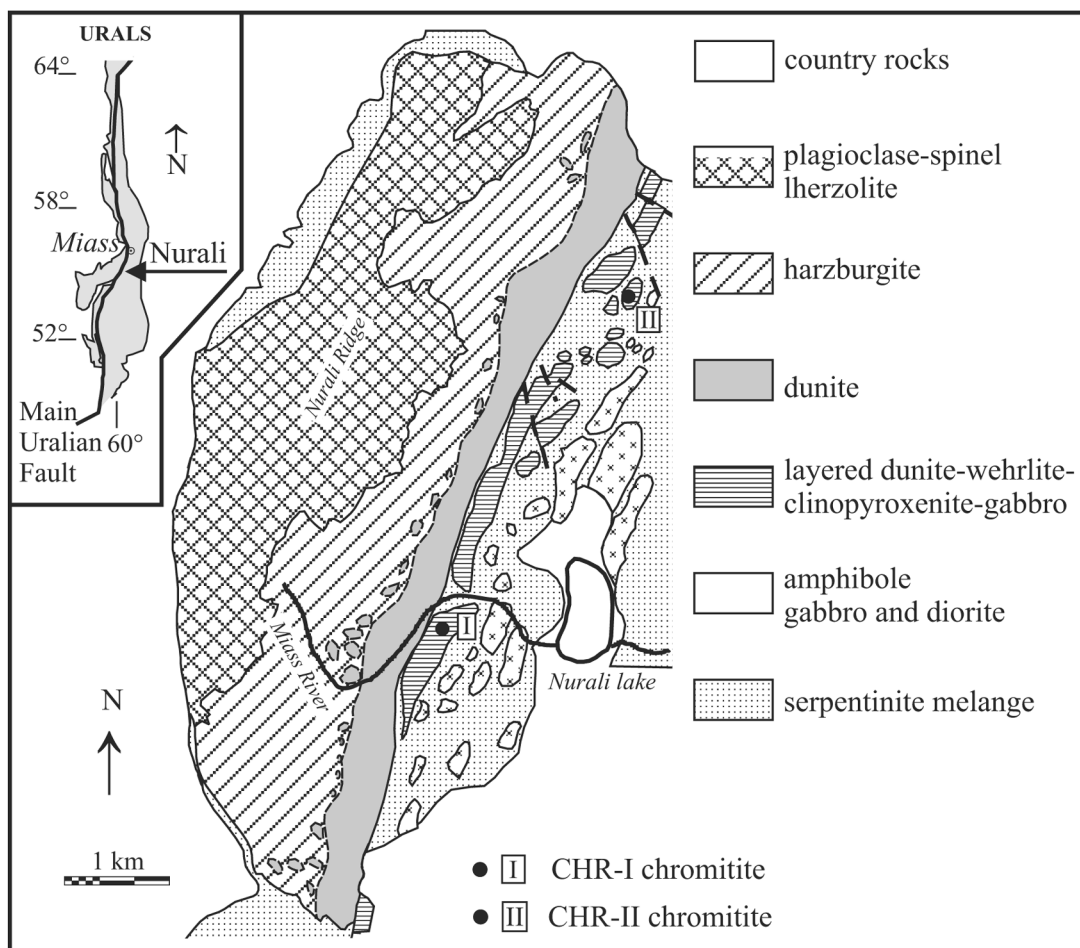 URALS
64°
N
58°
Miass
Nurali
52°
Main
Uralian
Fault
60°
Nurali Ridge
Miass River
Nurali lake
I
II
N
1 km
country rocks
plagioclase-spinel
lherzolite
harzburgite
dunite
layered dunite-wehrlite-
clinopyroxenite-gabbro
amphibole
gabbro and diorite
serpentinite melange
I CHR-I chromitite
II CHR-II chromitite